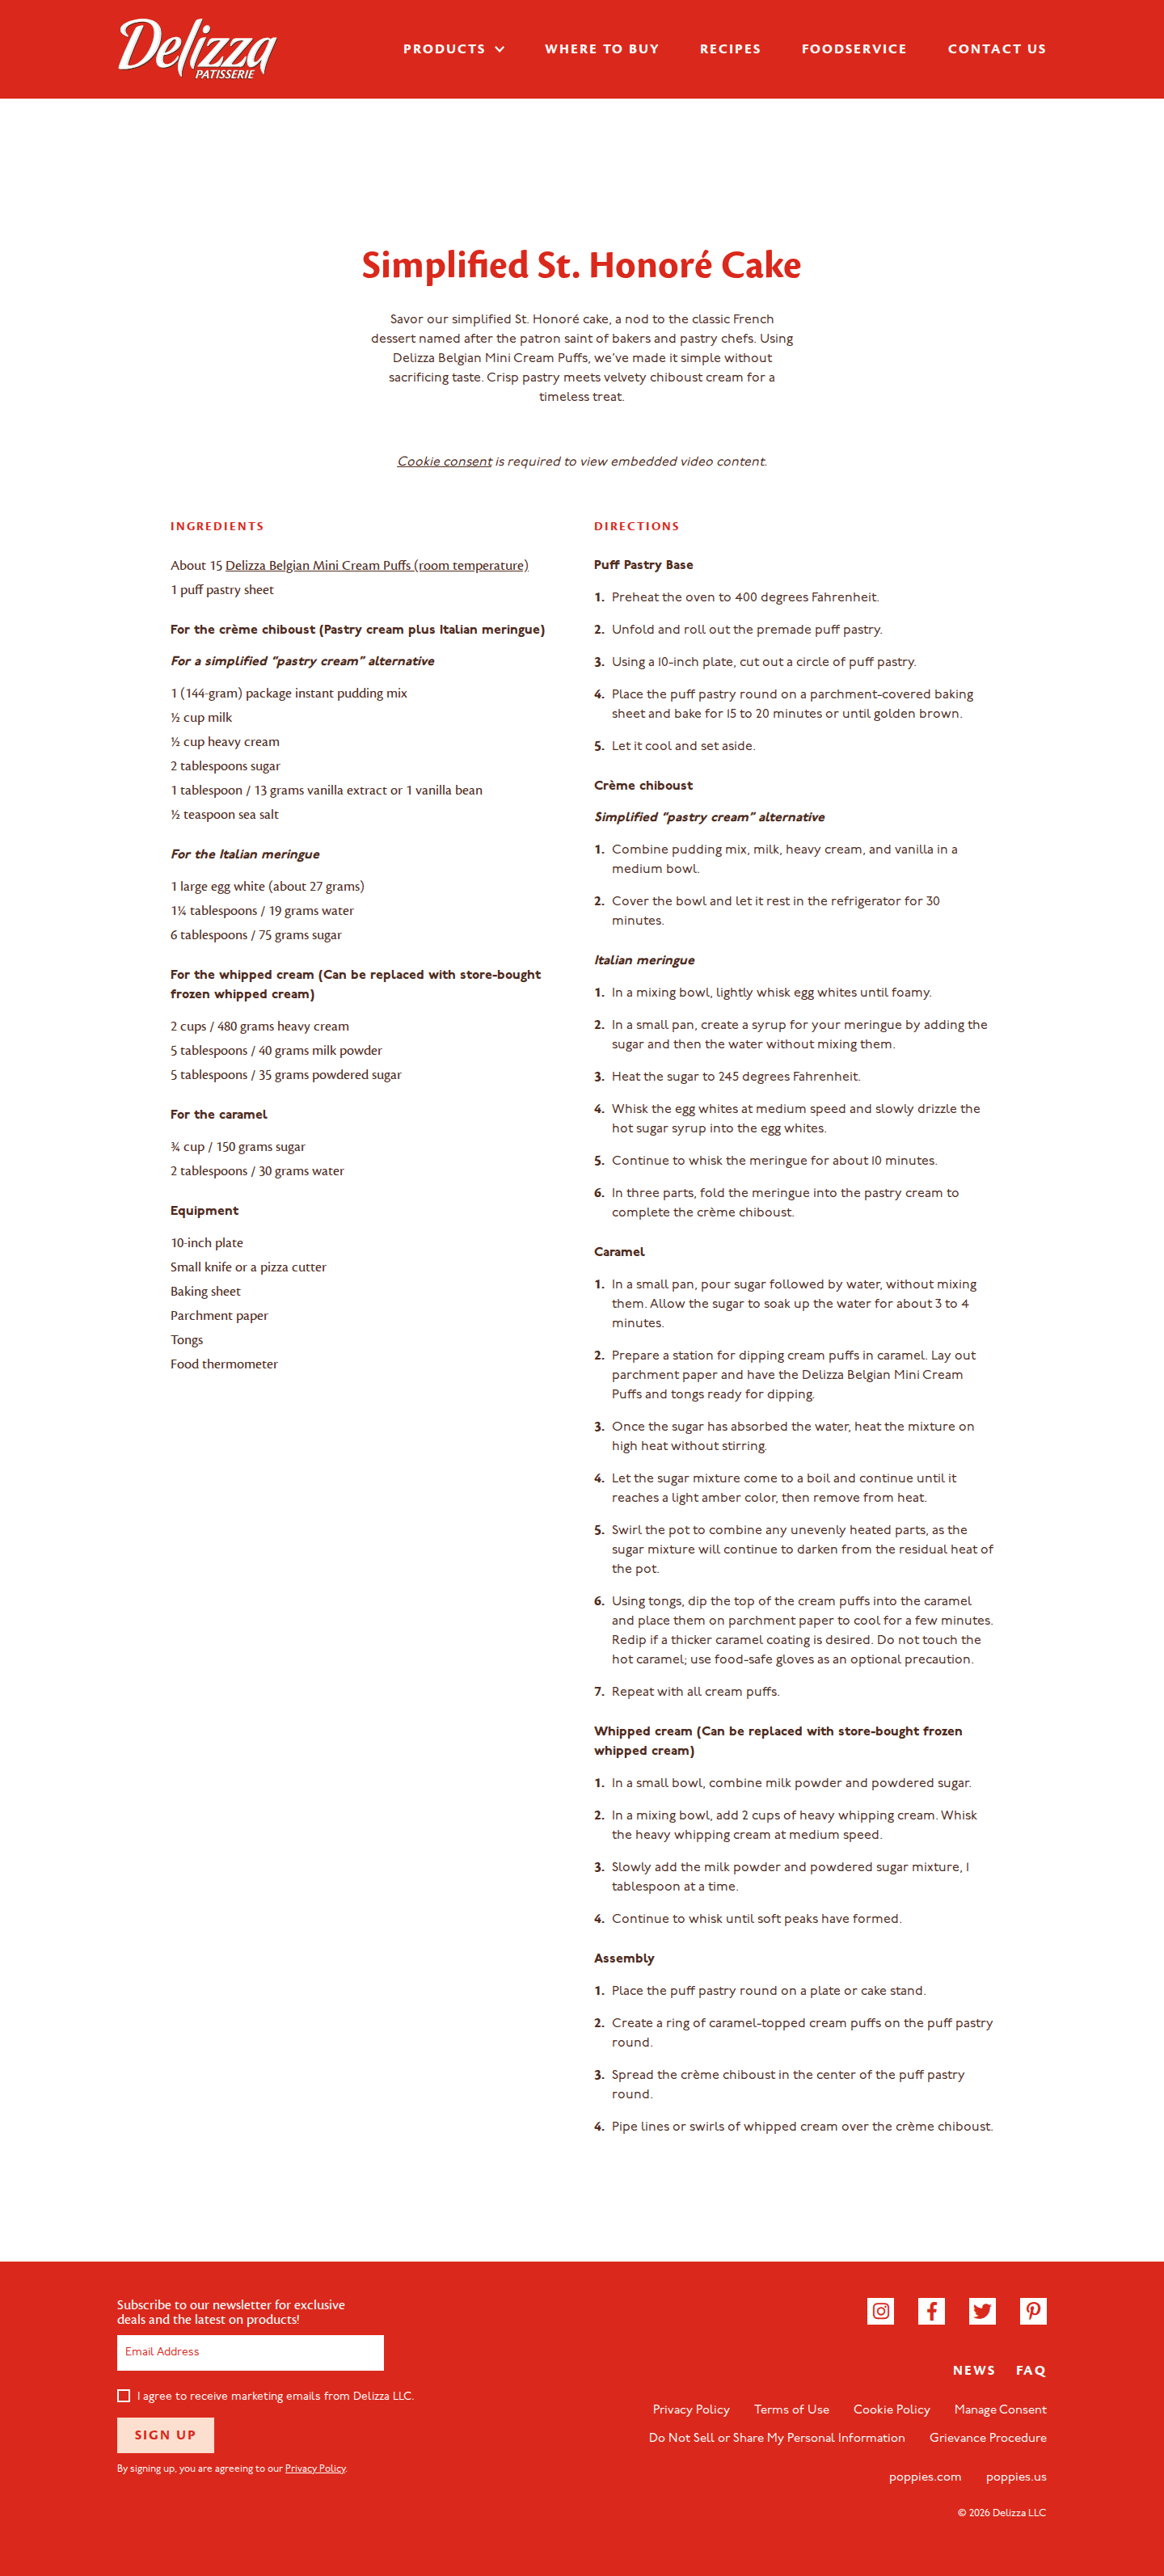 Delizza
PATISSERIE
PRODUCTS
WHERE TO BUY
RECIPES
FOODSERVICE
CONTACT US
Simplified St. Honoré Cake
Savor our simplified St. Honoré cake, a nod to the classic French
dessert named after the patron saint of bakers and pastry chefs. Using
Delizza Belgian Mini Cream Puffs, we’ve made it simple without
sacrificing taste. Crisp pastry meets velvety chiboust cream for a
timeless treat.
Cookie consent is required to view embedded video content.
INGREDIENTS
About 15 Delizza Belgian Mini Cream Puffs (room temperature)
1 puff pastry sheet
For the crème chiboust (Pastry cream plus Italian meringue)
For a simplified “pastry cream” alternative
1 (144-gram) package instant pudding mix
½ cup milk
½ cup heavy cream
2 tablespoons sugar
1 tablespoon / 13 grams vanilla extract or 1 vanilla bean
½ teaspoon sea salt
For the Italian meringue
1 large egg white (about 27 grams)
1¼ tablespoons / 19 grams water
6 tablespoons / 75 grams sugar
For the whipped cream (Can be replaced with store-bought
frozen whipped cream)
2 cups / 480 grams heavy cream
5 tablespoons / 40 grams milk powder
5 tablespoons / 35 grams powdered sugar
For the caramel
¾ cup / 150 grams sugar
2 tablespoons / 30 grams water
Equipment
10-inch plate
Small knife or a pizza cutter
Baking sheet
Parchment paper
Tongs
Food thermometer
DIRECTIONS
Puff Pastry Base
1. Preheat the oven to 400 degrees Fahrenheit.
2. Unfold and roll out the premade puff pastry.
3. Using a 10-inch plate, cut out a circle of puff pastry.
4. Place the puff pastry round on a parchment-covered baking
sheet and bake for 15 to 20 minutes or until golden brown.
5. Let it cool and set aside.
Crème chiboust
Simplified “pastry cream” alternative
1. Combine pudding mix, milk, heavy cream, and vanilla in a
medium bowl.
2. Cover the bowl and let it rest in the refrigerator for 30
minutes.
Italian meringue
1. In a mixing bowl, lightly whisk egg whites until foamy.
2. In a small pan, create a syrup for your meringue by adding the
sugar and then the water without mixing them.
3. Heat the sugar to 245 degrees Fahrenheit.
4. Whisk the egg whites at medium speed and slowly drizzle the
hot sugar syrup into the egg whites.
5. Continue to whisk the meringue for about 10 minutes.
6. In three parts, fold the meringue into the pastry cream to
complete the crème chiboust.
Caramel
1. In a small pan, pour sugar followed by water, without mixing
them. Allow the sugar to soak up the water for about 3 to 4
minutes.
2. Prepare a station for dipping cream puffs in caramel. Lay out
parchment paper and have the Delizza Belgian Mini Cream
Puffs and tongs ready for dipping.
3. Once the sugar has absorbed the water, heat the mixture on
high heat without stirring.
4. Let the sugar mixture come to a boil and continue until it
reaches a light amber color, then remove from heat.
5. Swirl the pot to combine any unevenly heated parts, as the
sugar mixture will continue to darken from the residual heat of
the pot.
6. Using tongs, dip the top of the cream puffs into the caramel
and place them on parchment paper to cool for a few minutes.
Redip if a thicker caramel coating is desired. Do not touch the
hot caramel; use food-safe gloves as an optional precaution.
7. Repeat with all cream puffs.
Whipped cream (Can be replaced with store-bought frozen
whipped cream)
1. In a small bowl, combine milk powder and powdered sugar.
2. In a mixing bowl, add 2 cups of heavy whipping cream. Whisk
the heavy whipping cream at medium speed.
3. Slowly add the milk powder and powdered sugar mixture, 1
tablespoon at a time.
4. Continue to whisk until soft peaks have formed.
Assembly
1. Place the puff pastry round on a plate or cake stand.
2. Create a ring of caramel-topped cream puffs on the puff pastry
round.
3. Spread the crème chiboust in the center of the puff pastry
round.
4. Pipe lines or swirls of whipped cream over the crème chiboust.
Subscribe to our newsletter for exclusive
deals and the latest on products!
Email Address
I agree to receive marketing emails from Delizza LLC.
SIGN UP
By signing up, you are agreeing to our Privacy Policy.
NEWS FAQ
Privacy Policy Terms of Use Cookie Policy Manage Consent
Do Not Sell or Share My Personal Information Grievance Procedure
poppies.com poppies.us
© 2026 Delizza LLC